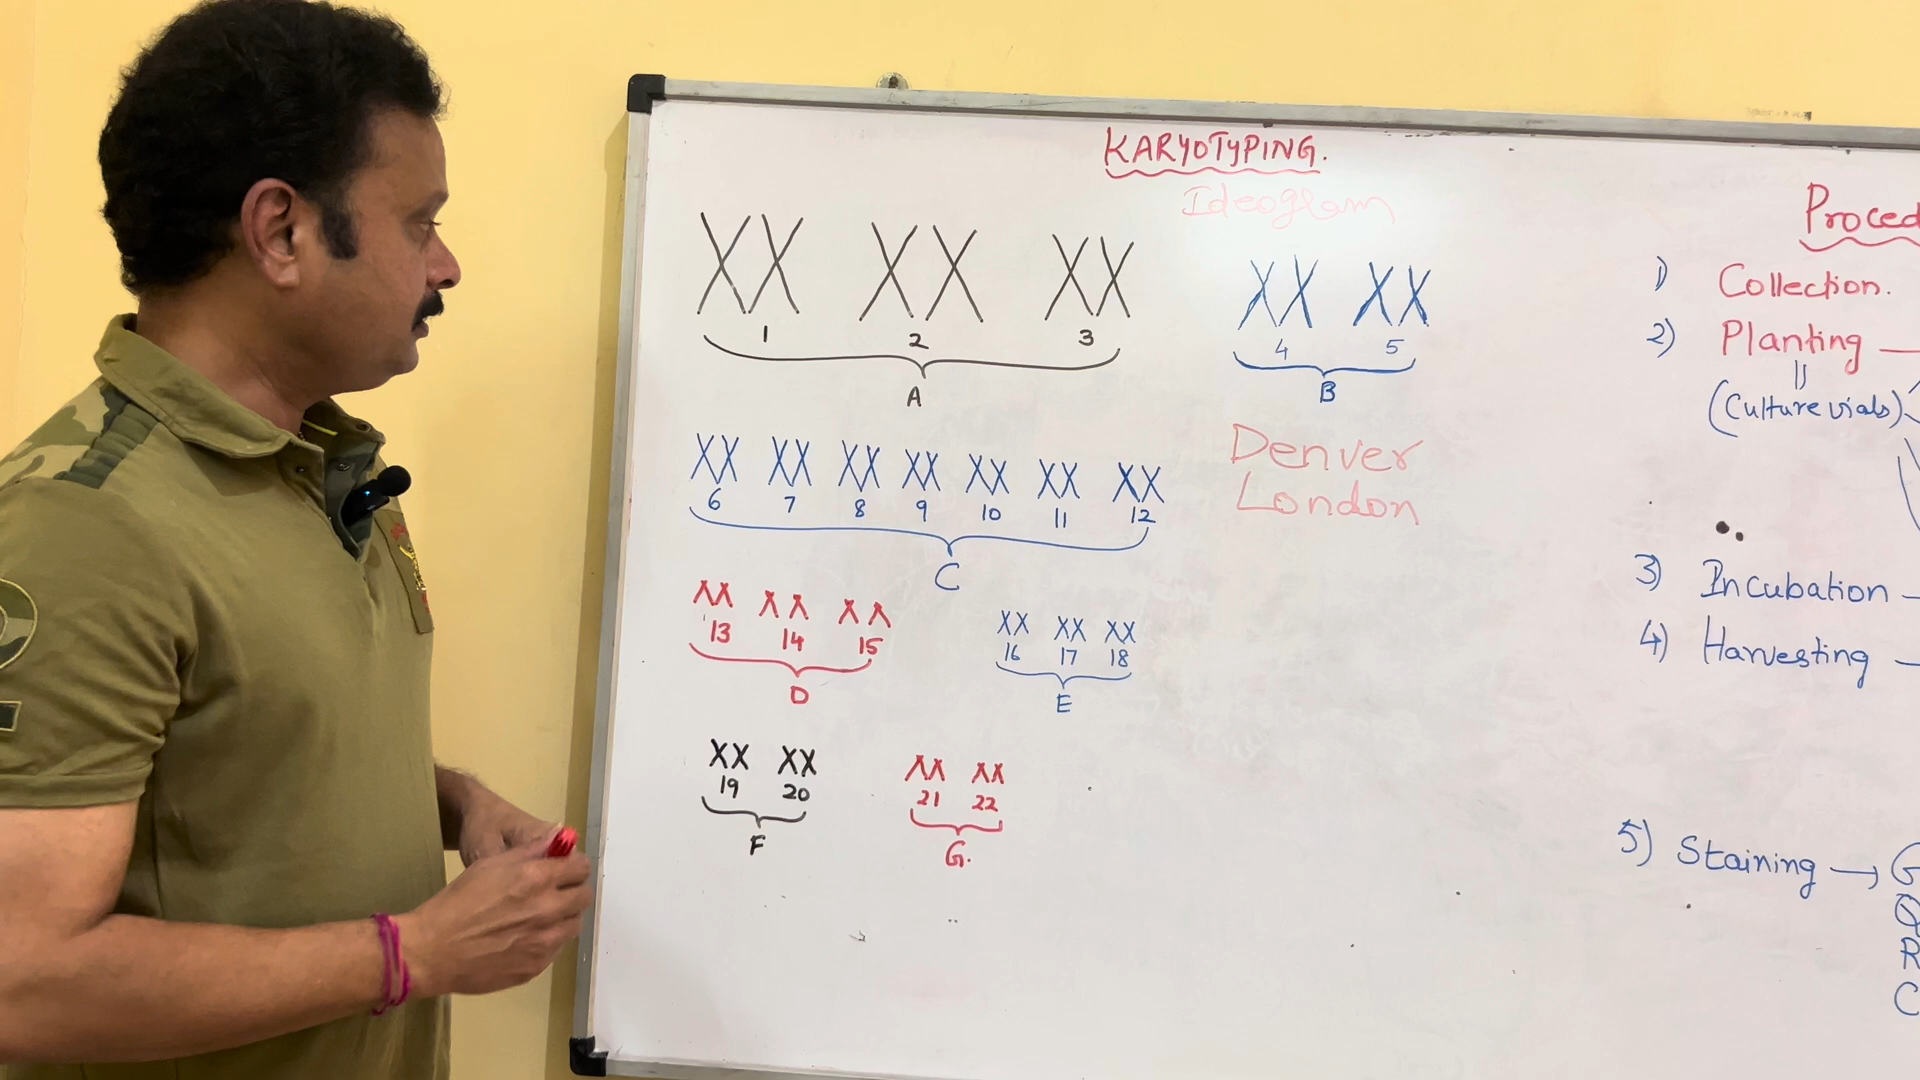 KARYOTYPING.
Ideogram
1 2 3
A
4 5
B
6 7 8 9 10 11 12
C
Denver
London
13 14 15
D
16 17 18
E
19 20
F
21 22
G.
Proced
1) Collection.
2) Planting
(Culture vials)
3) Incubation
4) Harvesting
5) Staining → G
Q
R
C